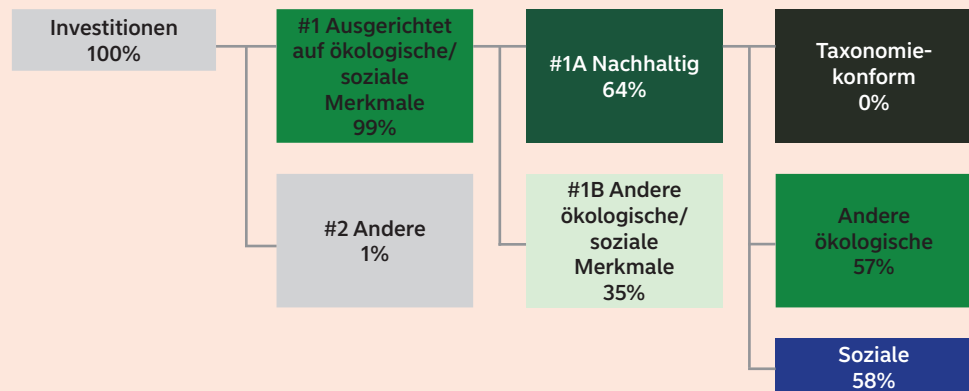 Investitionen
100%
#1 Ausgerichtet
auf ökologische/
soziale
Merkmale
99%
#2 Andere
1%
#1A Nachhaltig
64%
#1B Andere
ökologische/
soziale
Merkmale
35%
Taxonomie-
konform
0%
Andere
ökologische
57%
Soziale
58%